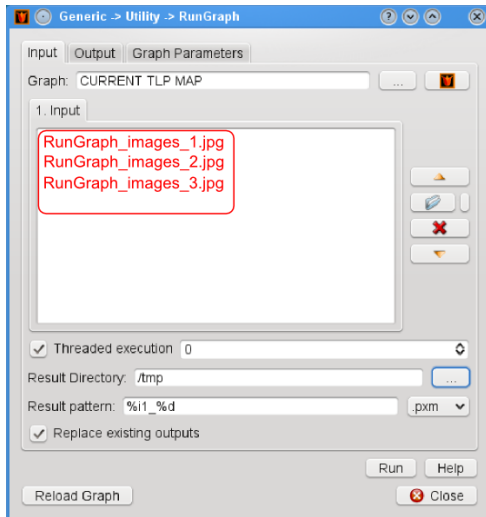 Generic -> Utility -> RunGraph
Input Output Graph Parameters
Graph: CURRENT TLP MAP ...
1. Input
RunGraph_images_1.jpg
RunGraph_images_2.jpg
RunGraph_images_3.jpg
Threaded execution 0
Result Directory: /tmp ...
Result pattern: %i1_%d .pxm
Replace existing outputs
Run Help
Reload Graph Close